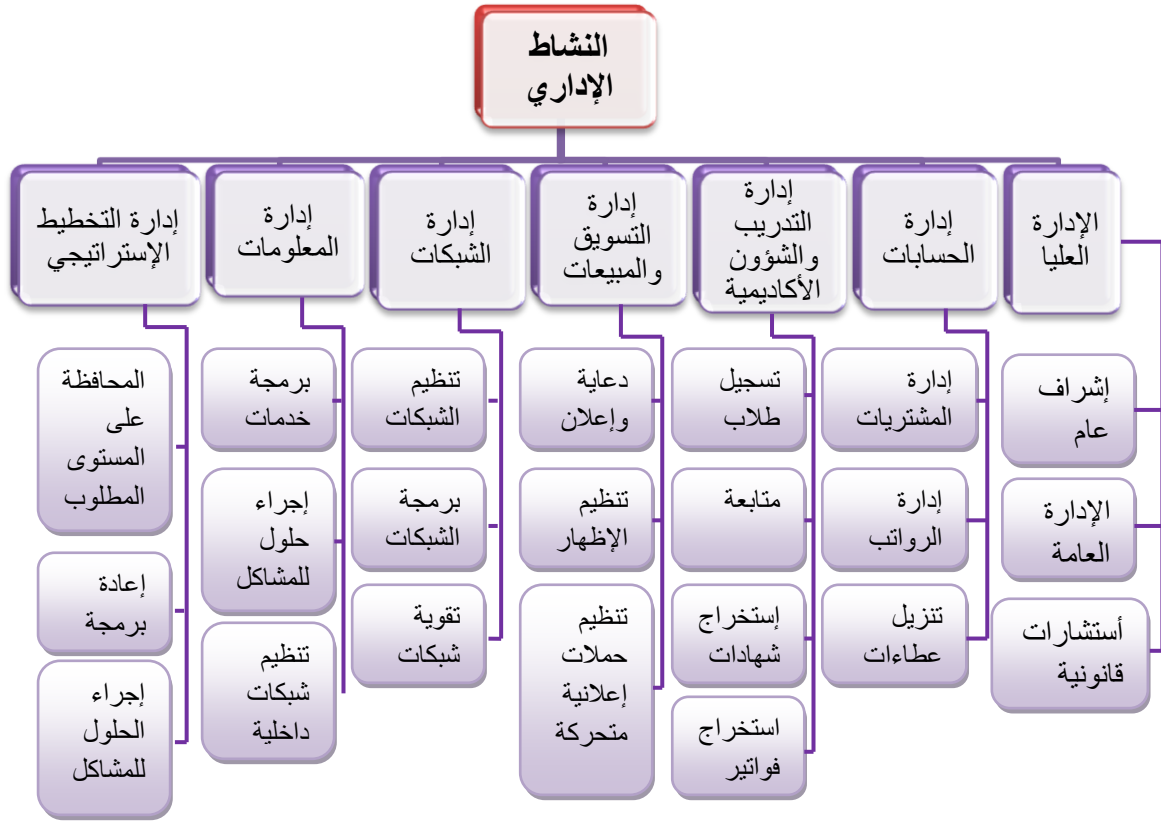 النشاط
الإداري
الإدارة
العليا
إشراف
عام
الإدارة
العامة
أستشارات
قانونية
إدارة
الحسابات
إدارة
المشتريات
إدارة
الرواتب
تنزيل
عطاءات
إدارة
التدريب
والشؤون
الأكاديمية
تسجيل
طلاب
متابعة
إستخراج
شهادات
استخراج
فواتير
إدارة
التسويق
والمبيعات
دعاية
وإعلان
تنظيم
الإظهار
تنظيم
حملات
إعلانية
متحركة
إدارة
الشبكات
تنظيم
الشبكات
برمجة
الشبكات
تقوية
شبكات
إدارة
المعلومات
برمجة
خدمات
إجراء
حلول
للمشاكل
تنظيم
شبكات
داخلية
إدارة التخطيط
الإستراتيجي
المحافظة
على
المستوى
المطلوب
إعادة
برمجة
إجراء
الحلول
للمشاكل